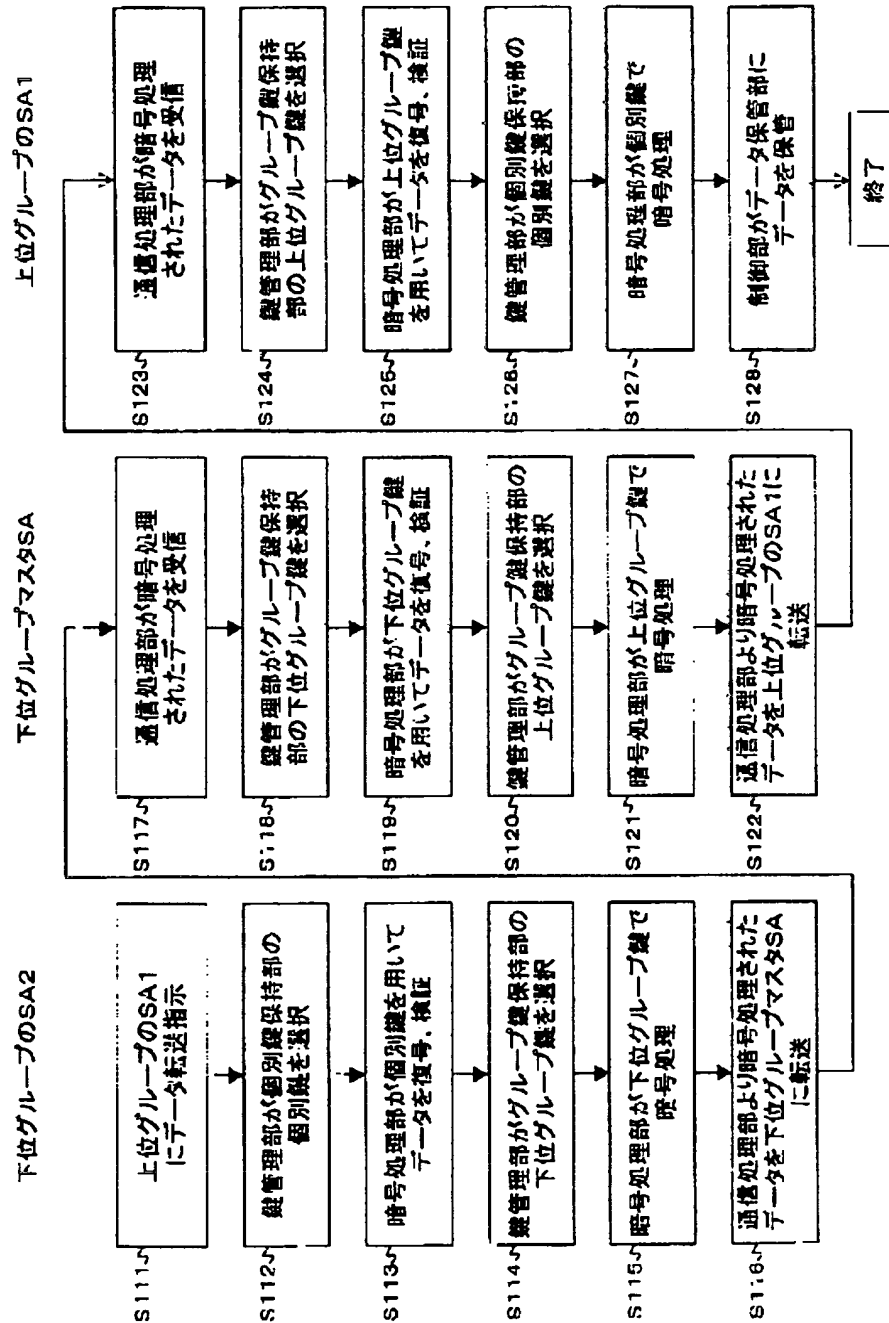 下位グループのSA2
S111
上位グループのSA1
にデータ転送指示
S112
鍵管理部が個別鍵保持部の
個別鍵を選択
S113
暗号処理部が個別鍵を用いて
データを復号、検証
S114
鍵管理部がグループ鍵保持部の
下位グループ鍵を選択
S115
暗号処理部が下位グループ鍵で
暗号処理
S116
通信処理部より暗号処理された
データを下位グループマスタSA
に転送
下位グループマスタSA
S117
通信処理部が暗号処理
されたデータを受信
S118
鍵管理部がグループ鍵保持
部の下位グループ鍵を選択
S119
暗号処理部が下位グループ鍵
を用いてデータを復号、検証
S120
鍵管理部がグループ鍵保持部の
上位グループ鍵を選択
S121
暗号処理部が上位グループ鍵で
暗号処理
S122
通信処理部より暗号処理された
データを上位グループのSA1に
転送
上位グループのSA1
S123
通信処理部が暗号処理
されたデータを受信
S124
鍵管理部がグループ鍵保持
部の上位グループ鍵を選択
S125
暗号処理部が上位グループ鍵
を用いてデータを復号、検証
S126
鍵管理部が個別鍵保持部の
個別鍵を選択
S127
暗号処理部が個別鍵で
暗号処理
S128
制御部がデータ保管部に
データを保管
終了